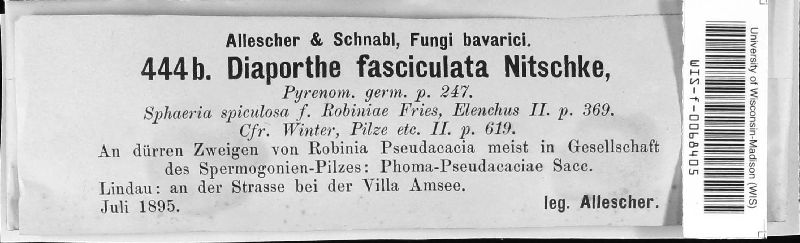 Allescher & Schnabl, Fungi bavarici.
444b. Diaporthe fasciculata Nitschke,
Pyrenom. germ. p. 247.
Sphaeria spiculosa f. Robiniae Fries, Elenchus II. p. 369.
Cfr. Winter, Pilze etc. II. p. 619.
An dürren Zweigen von Robinia Pseudacacia meist in Gesellschaft
des Spermogonien-Pilzes: Phoma-Pseudacaciae Sacc.
Lindau: an der Strasse bei der Villa Amsee.
Juli 1895. leg. Allescher.
WIS-f-0068405
University of Wisconsin-Madison (WIS)